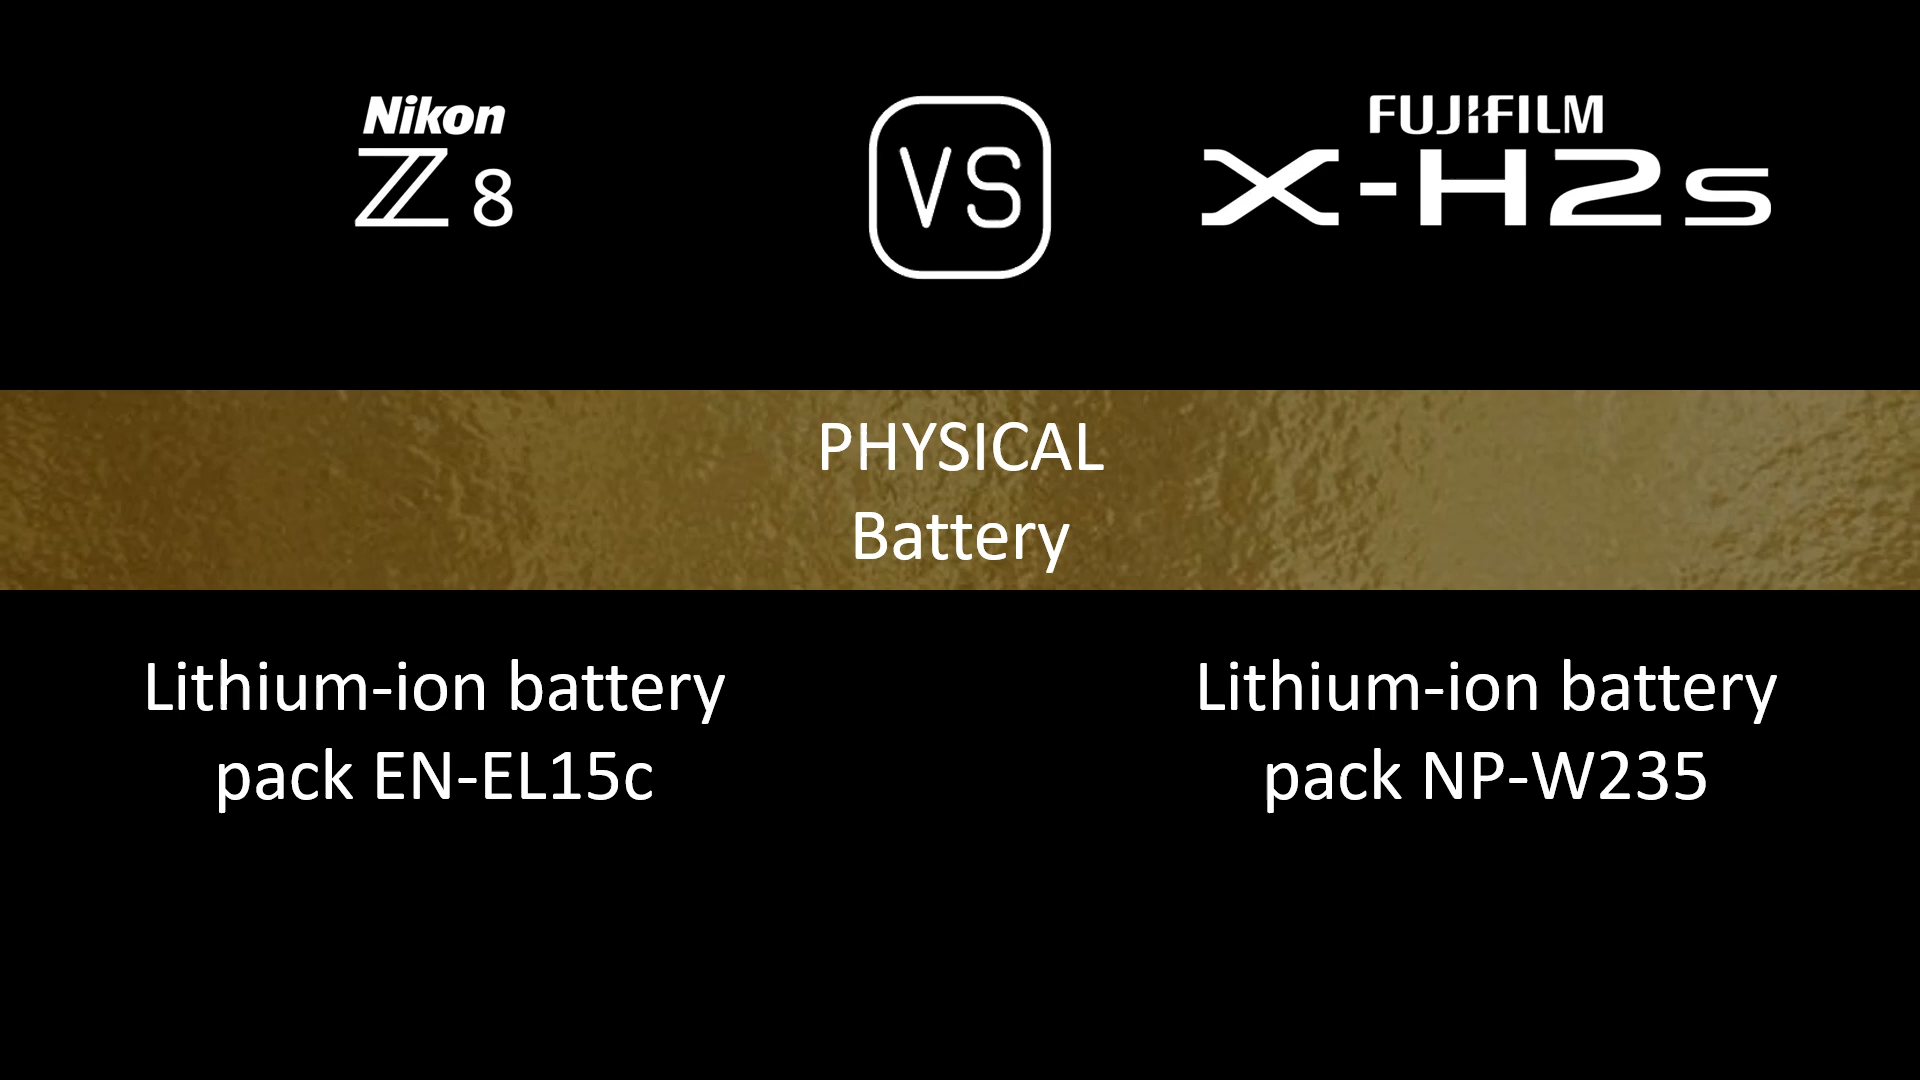 Nikon
Z 8
VS
FUJIFILM
X-H2s
PHYSICAL
Battery
Lithium-ion battery
pack EN-EL15c
Lithium-ion battery
pack NP-W235